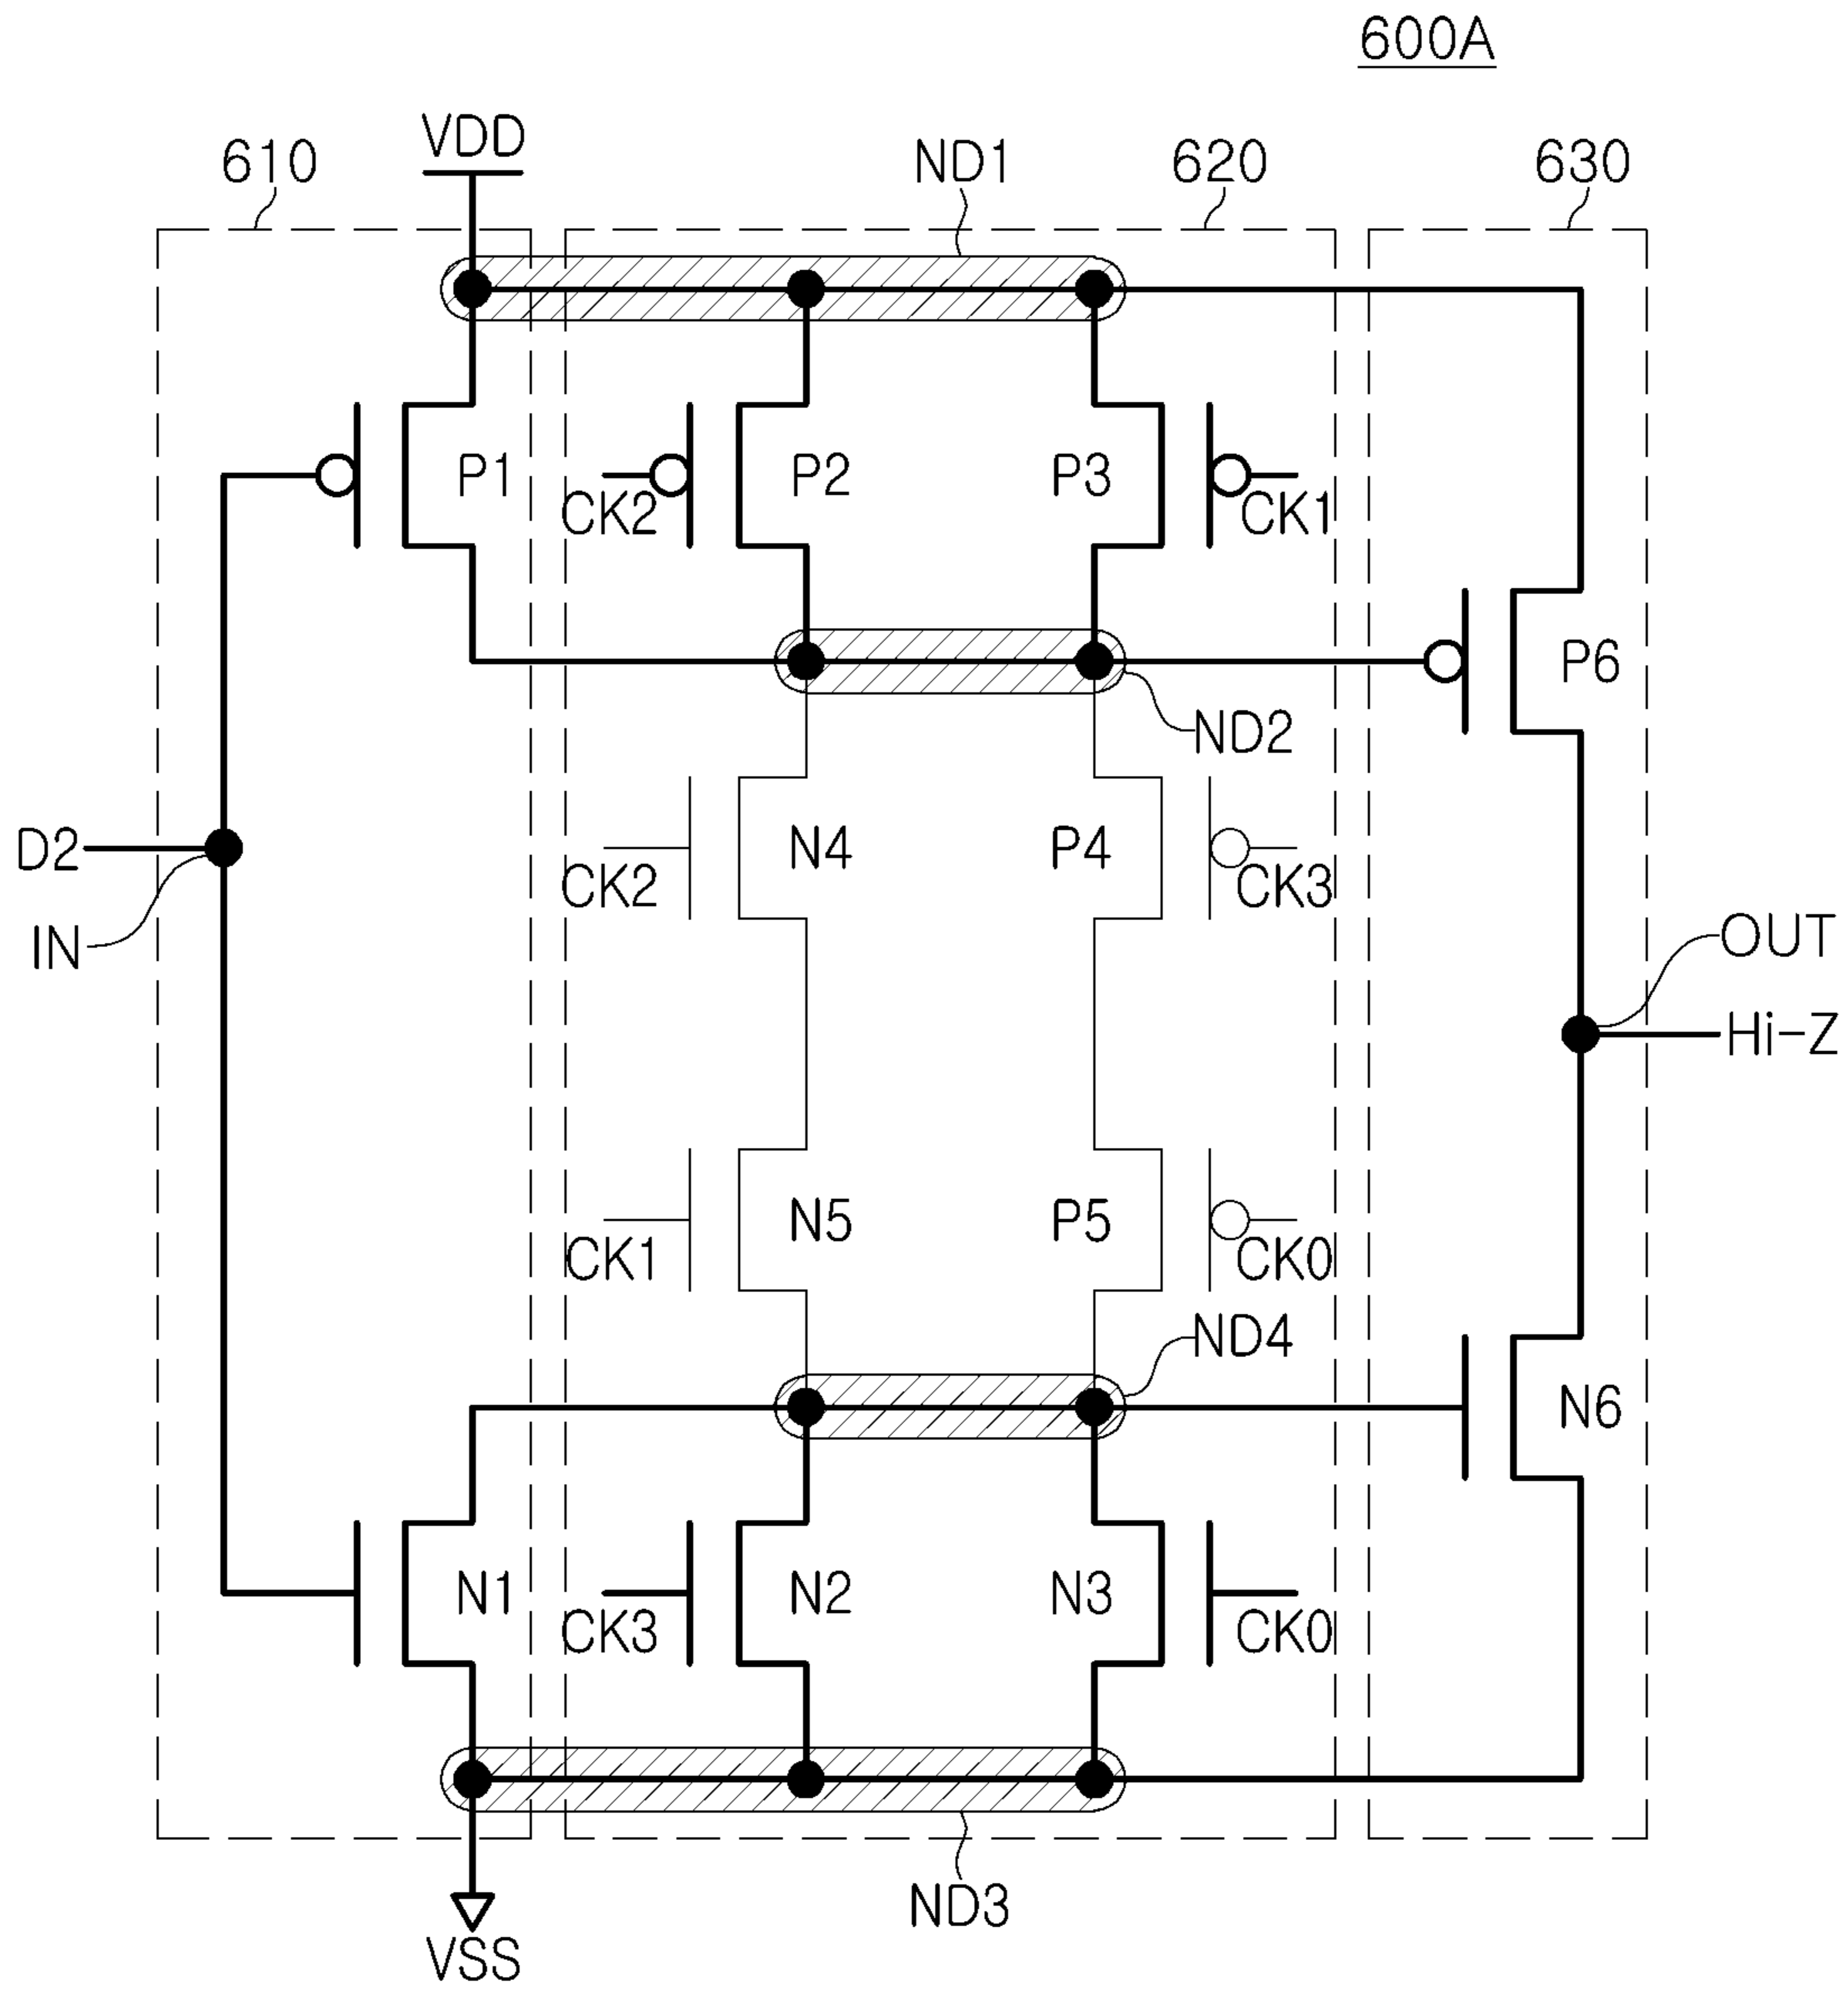 600A
VDD
610
ND1
620
630
P1
P2
P3
CK2
CK1
P6
ND2
D2
N4
P4
CK2
CK3
IN
OUT
Hi-Z
N5
P5
CK1
CK0
ND4
N6
N1
N2
N3
CK3
CK0
ND3
VSS